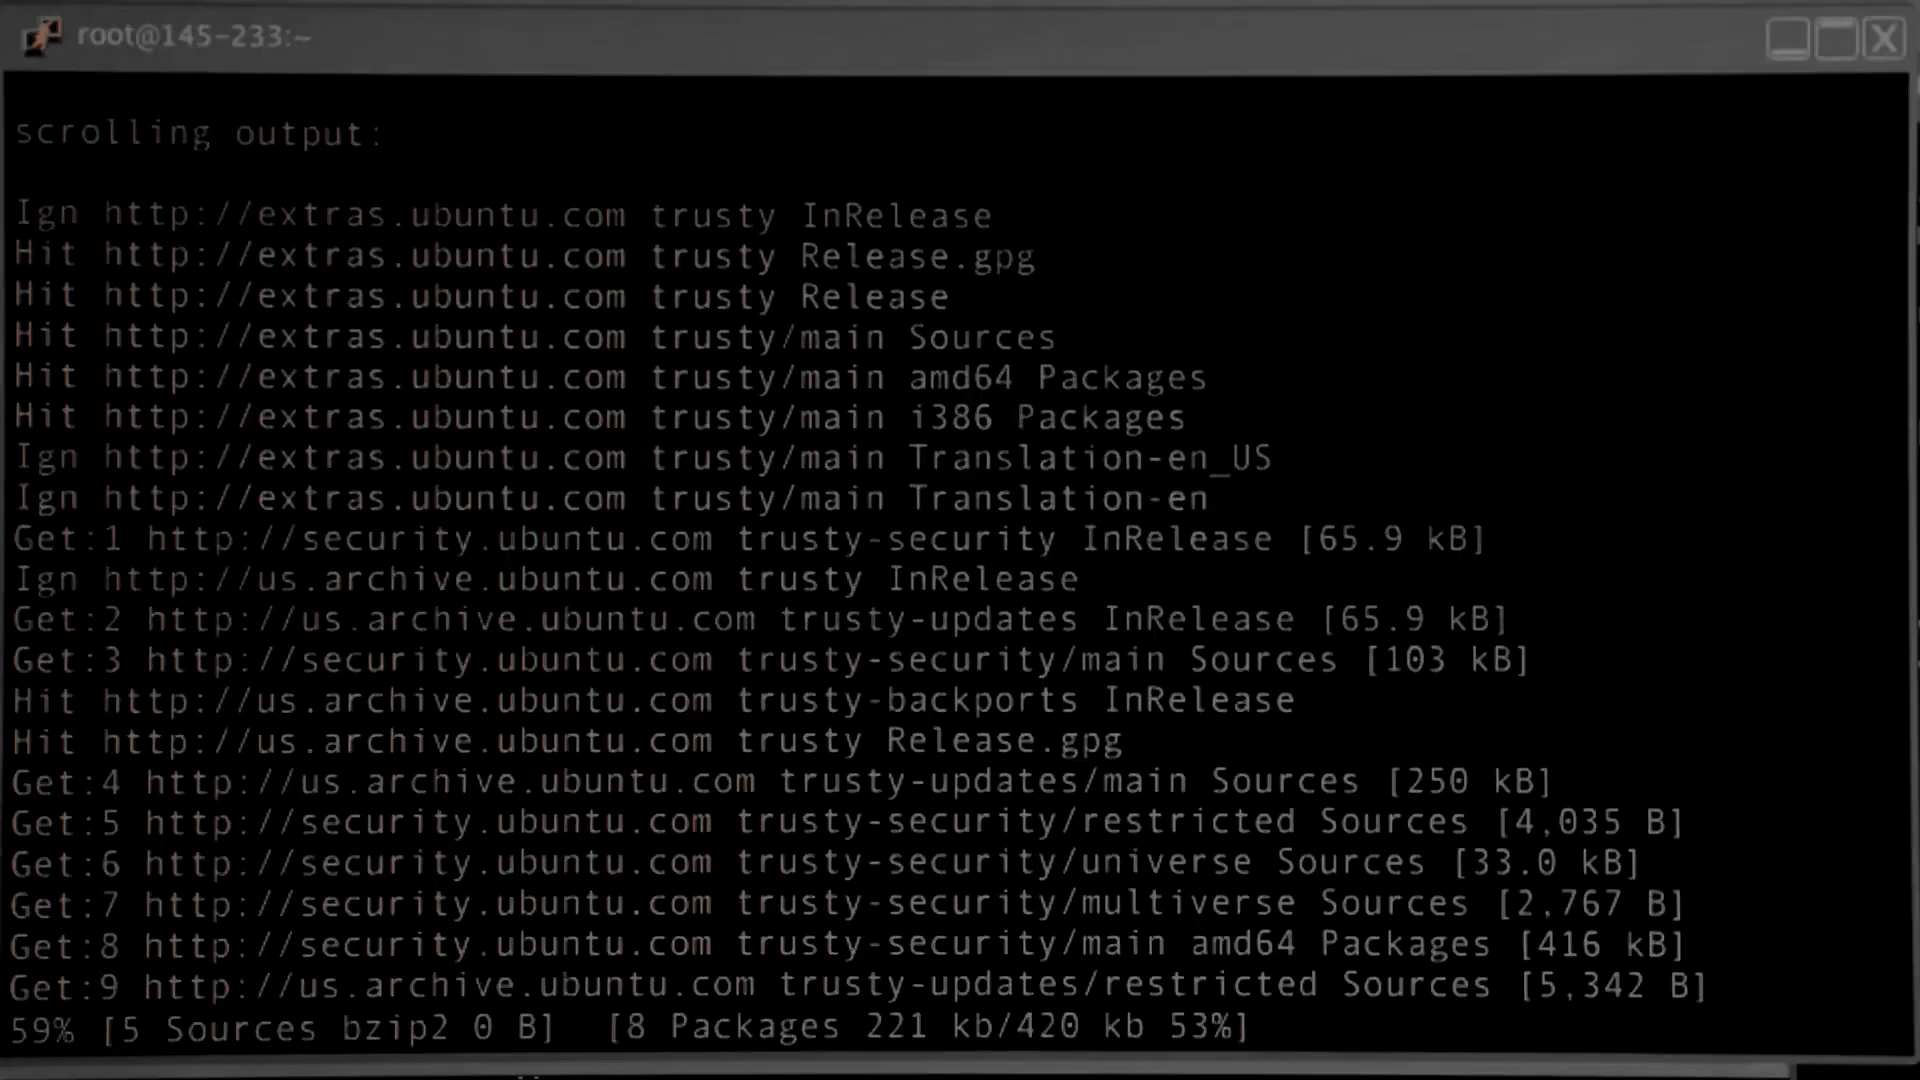 root@145-233:~
scrolling output:
Ign http://extras.ubuntu.com trusty InRelease
Hit http://extras.ubuntu.com trusty Release.gpg
Hit http://extras.ubuntu.com trusty Release
Hit http://extras.ubuntu.com trusty/main Sources
Hit http://extras.ubuntu.com trusty/main amd64 Packages
Hit http://extras.ubuntu.com trusty/main i386 Packages
Ign http://extras.ubuntu.com trusty/main Translation-en_US
Ign http://extras.ubuntu.com trusty/main Translation-en
Get:1 http://security.ubuntu.com trusty-security InRelease [65.9 kB]
Ign http://us.archive.ubuntu.com trusty InRelease
Get:2 http://us.archive.ubuntu.com trusty-updates InRelease [65.9 kB]
Get:3 http://security.ubuntu.com trusty-security/main Sources [103 kB]
Hit http://us.archive.ubuntu.com trusty-backports InRelease
Hit http://us.archive.ubuntu.com trusty Release.gpg
Get:4 http://us.archive.ubuntu.com trusty-updates/main Sources [250 kB]
Get:5 http://security.ubuntu.com trusty-security/restricted Sources [4,035 B]
Get:6 http://security.ubuntu.com trusty-security/universe Sources [33.0 kB]
Get:7 http://security.ubuntu.com trusty-security/multiverse Sources [2,767 B]
Get:8 http://security.ubuntu.com trusty-security/main amd64 Packages [416 kB]
Get:9 http://us.archive.ubuntu.com trusty-updates/restricted Sources [5,342 B]
59% [5 Sources bzip2 0 B] [8 Packages 221 kb/420 kb 53%]